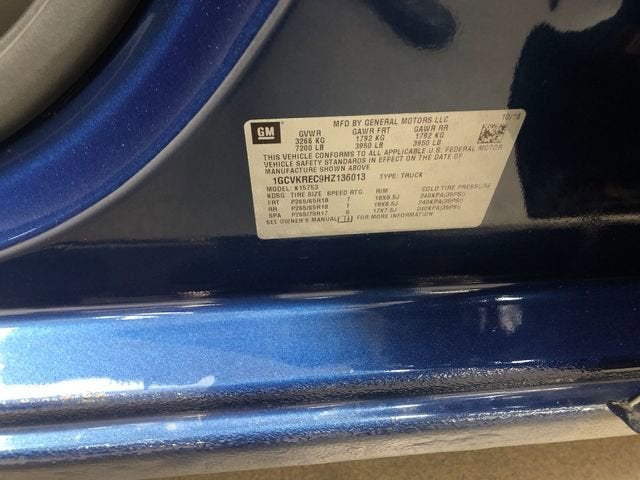 MFD BY GENERAL MOTORS LLC 10/16
GM
GVWR GAWR FRT GAWR RR
3266 KG 1792 KG 1792 KG
7200 LB 3950 LB 3950 LB
THIS VEHICLE CONFORMS TO ALL APPLICABLE U.S. FEDERAL MOTOR
VEHICLE SAFETY STANDARDS IN EFFECT ON THE DATE OF
MANUFACTURE SHOWN ABOVE.
1GCVKREC9HZ136013 TYPE: TRUCK
MODEL: K15753
KDSG TIRE SIZE SPEED RTG RIM COLD TIRE PRESSURE
FRT P265/65R18 T 18X8.5J 240KPA(35PSI)
RR P265/65R18 T 18X8.5J 240KPA(35PSI)
SPA P265/70R17 S 17X7.5J 240KPA(35PSI)
SEE OWNER'S MANUAL FOR MORE INFORMATION